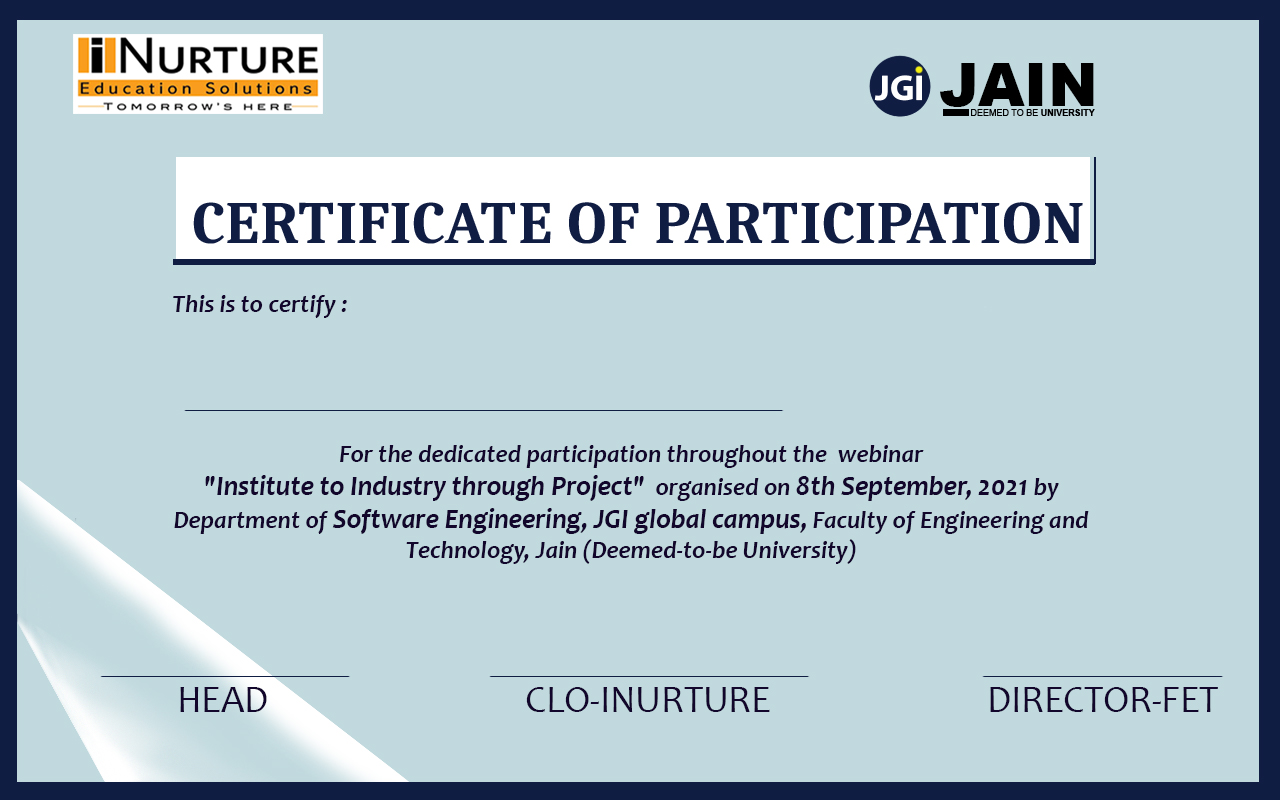 iNURTURE
Education Solutions
TOMORROW'S HERE
JGi JAIN
DEEMED TO BE UNIVERSITY
CERTIFICATE OF PARTICIPATION
This is to certify :
For the dedicated participation throughout the webinar
"Institute to Industry through Project" organised on 8th September, 2021 by
Department of Software Engineering, JGI global campus, Faculty of Engineering and
Technology, Jain (Deemed-to-be University)
HEAD CLO-INURTURE DIRECTOR-FET